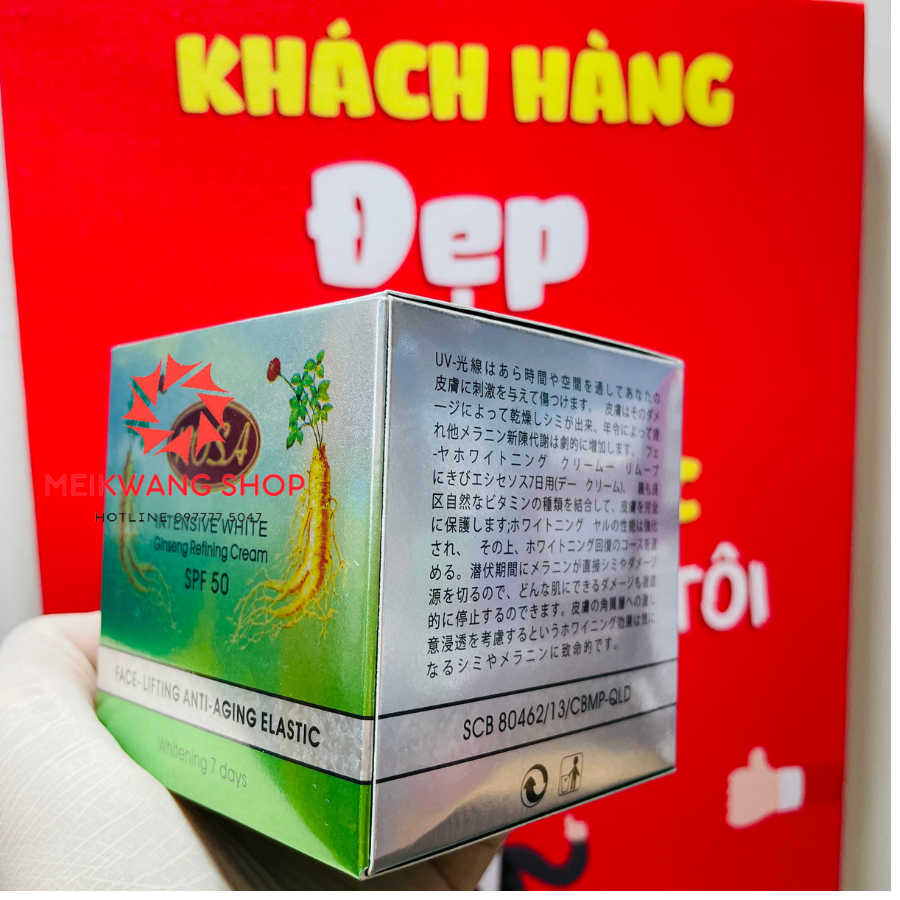 KHÁCH HÀNG
Đẹp
TÔI
USA
MEIKWANG SHOP
HOTLINE 097777.5047
INTENSIVE WHITE
Ginseng Refining Cream
SPF 50
FACE-LIFTING ANTI-AGING ELASTIC
Whitening 7 days
UV-光線はあら時間や空間を通してあなたの
皮膚に刺激を与えて傷つけます。 皮膚はそのダメ
ージによって乾燥しシミが出来、年令によって後
れ他メラニン新陳代謝は劇的に増加します。 フェ
-ヤホワイトニング クリームー リムーブ
にきびエシセソス7日用(デー クリーム)、 最も良
区自然なビタミンの種類を結合して、皮膚を完全
に保護します;ホワイトニング ヤルの性能は強化
され、 その上、ホワイトニング回復のコースを速
める。潜伏期間にメラニンが直接シミやダメージ
源を切るので、どんな肌にできるダメージも徹底
的に停止するのできます。皮膚の角質層への激し
意浸透を考慮するというホワイニング効果は慌に
なるシミやメラニンに致命的です。
SCB 80462/13/CBMP-QLD